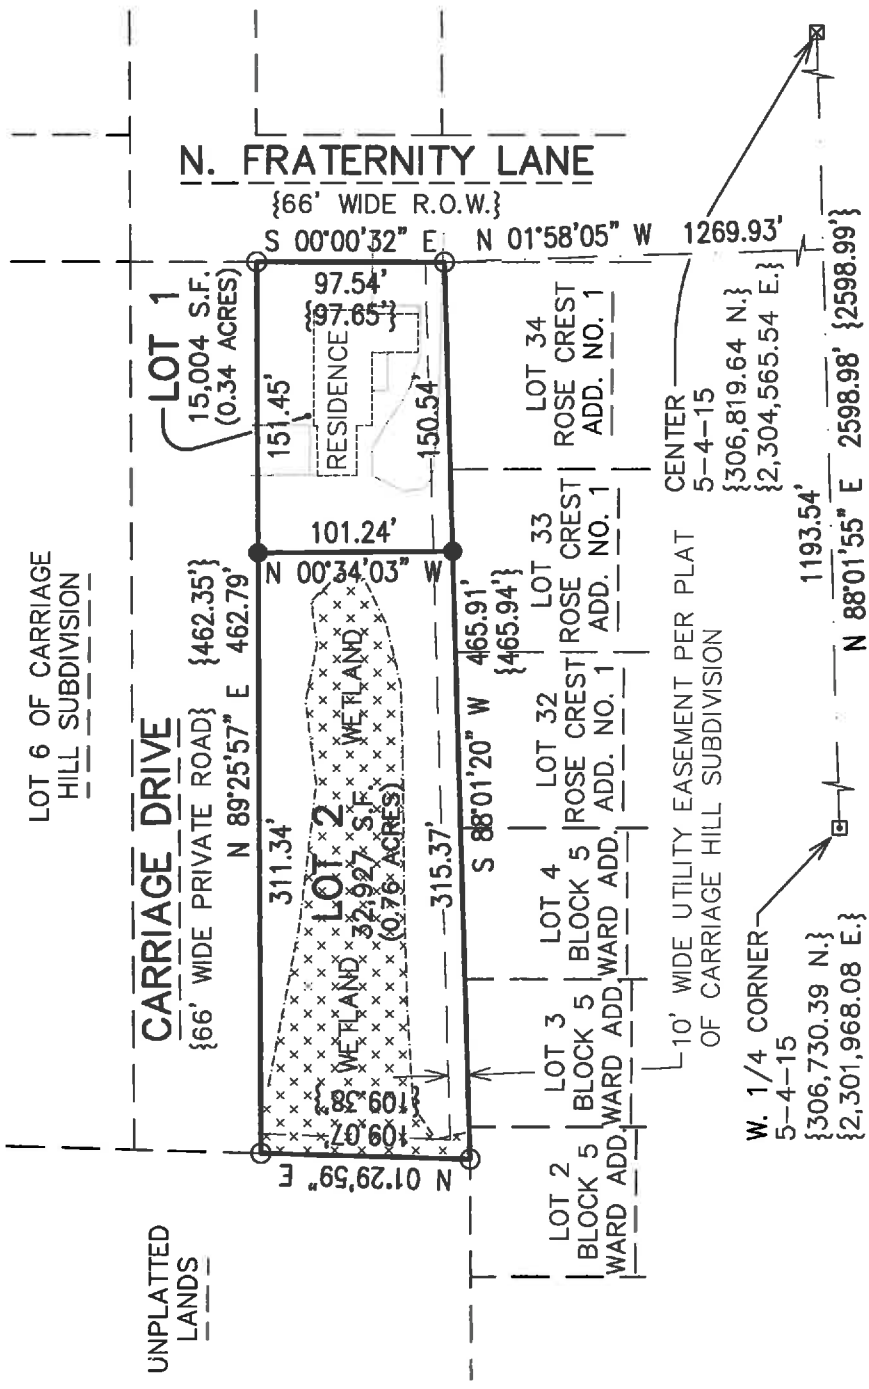 N. FRATERNITY LANE
{66' WIDE R.O.W.}
S 00°00'32" E
N 01°58'05" W 1269.93'
97.54'
{97.65'}
LOT 1
15,004 S.F.
(0.34 ACRES)
151.45'
RESIDENCE
150.54'
101.24'
N 00°34'03" W
LOT 6 OF CARRIAGE
HILL SUBDIVISION
CARRIAGE DRIVE
{66' WIDE PRIVATE ROAD}
{462.35'}
N 89°25'57" E 462.79'
311.34'
LOT 2
32,927 S.F.
(0.76 ACRES)
WETLAND
WETLAND
315.37'
S 88°01'20" W 465.91'
{465.94'}
{109.38'}
109.07'
N 01°29'59" E
UNPLATTED
LANDS
LOT 34
ROSE CREST
ADD. NO. 1
LOT 33
ROSE CREST
ADD. NO. 1
LOT 32
ROSE CREST
ADD. NO. 1
LOT 4
BLOCK 5
WARD ADD.
LOT 3
BLOCK 5
WARD ADD.
LOT 2
BLOCK 5
WARD ADD.
10' WIDE UTILITY EASEMENT PER PLAT
OF CARRIAGE HILL SUBDIVISION
CENTER
5-4-15
{306,819.64 N.}
{2,304,565.54 E.}
W. 1/4 CORNER
5-4-15
{306,730.39 N.}
{2,301,968.08 E.}
1193.54'
N 88°01'55" E 2598.98' {2598.99'}